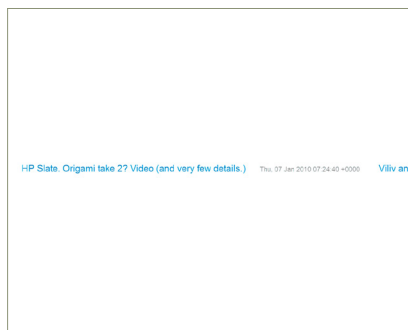 HP Slate. Origami take 2? Video (and very few details.) Thu, 07 Jan 2010 07:24:40 +0000 Viliv an